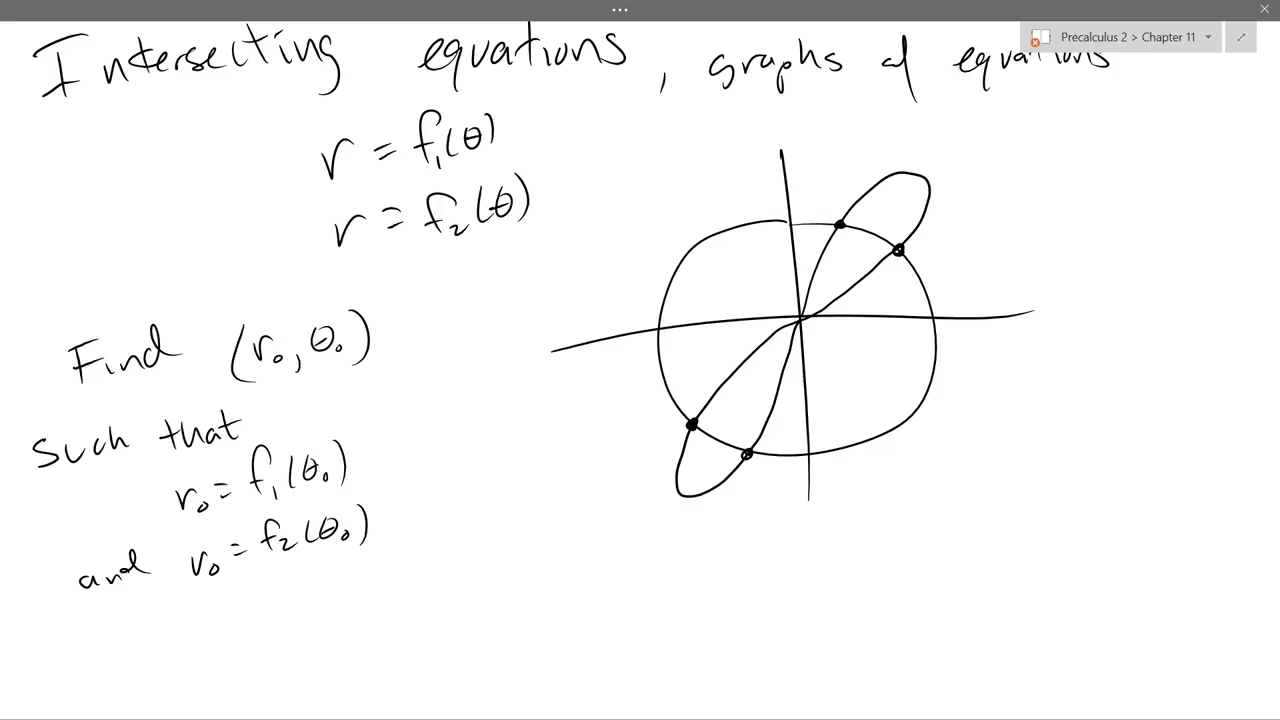 Precalculus 2 > Chapter 11
Intersecting equations, graphs of equations
r = f₁(θ)
r = f₂(θ)
Find (r₀, θ₀)
such that
r₀ = f₁(θ₀)
and r₀ = f₂(θ₀)